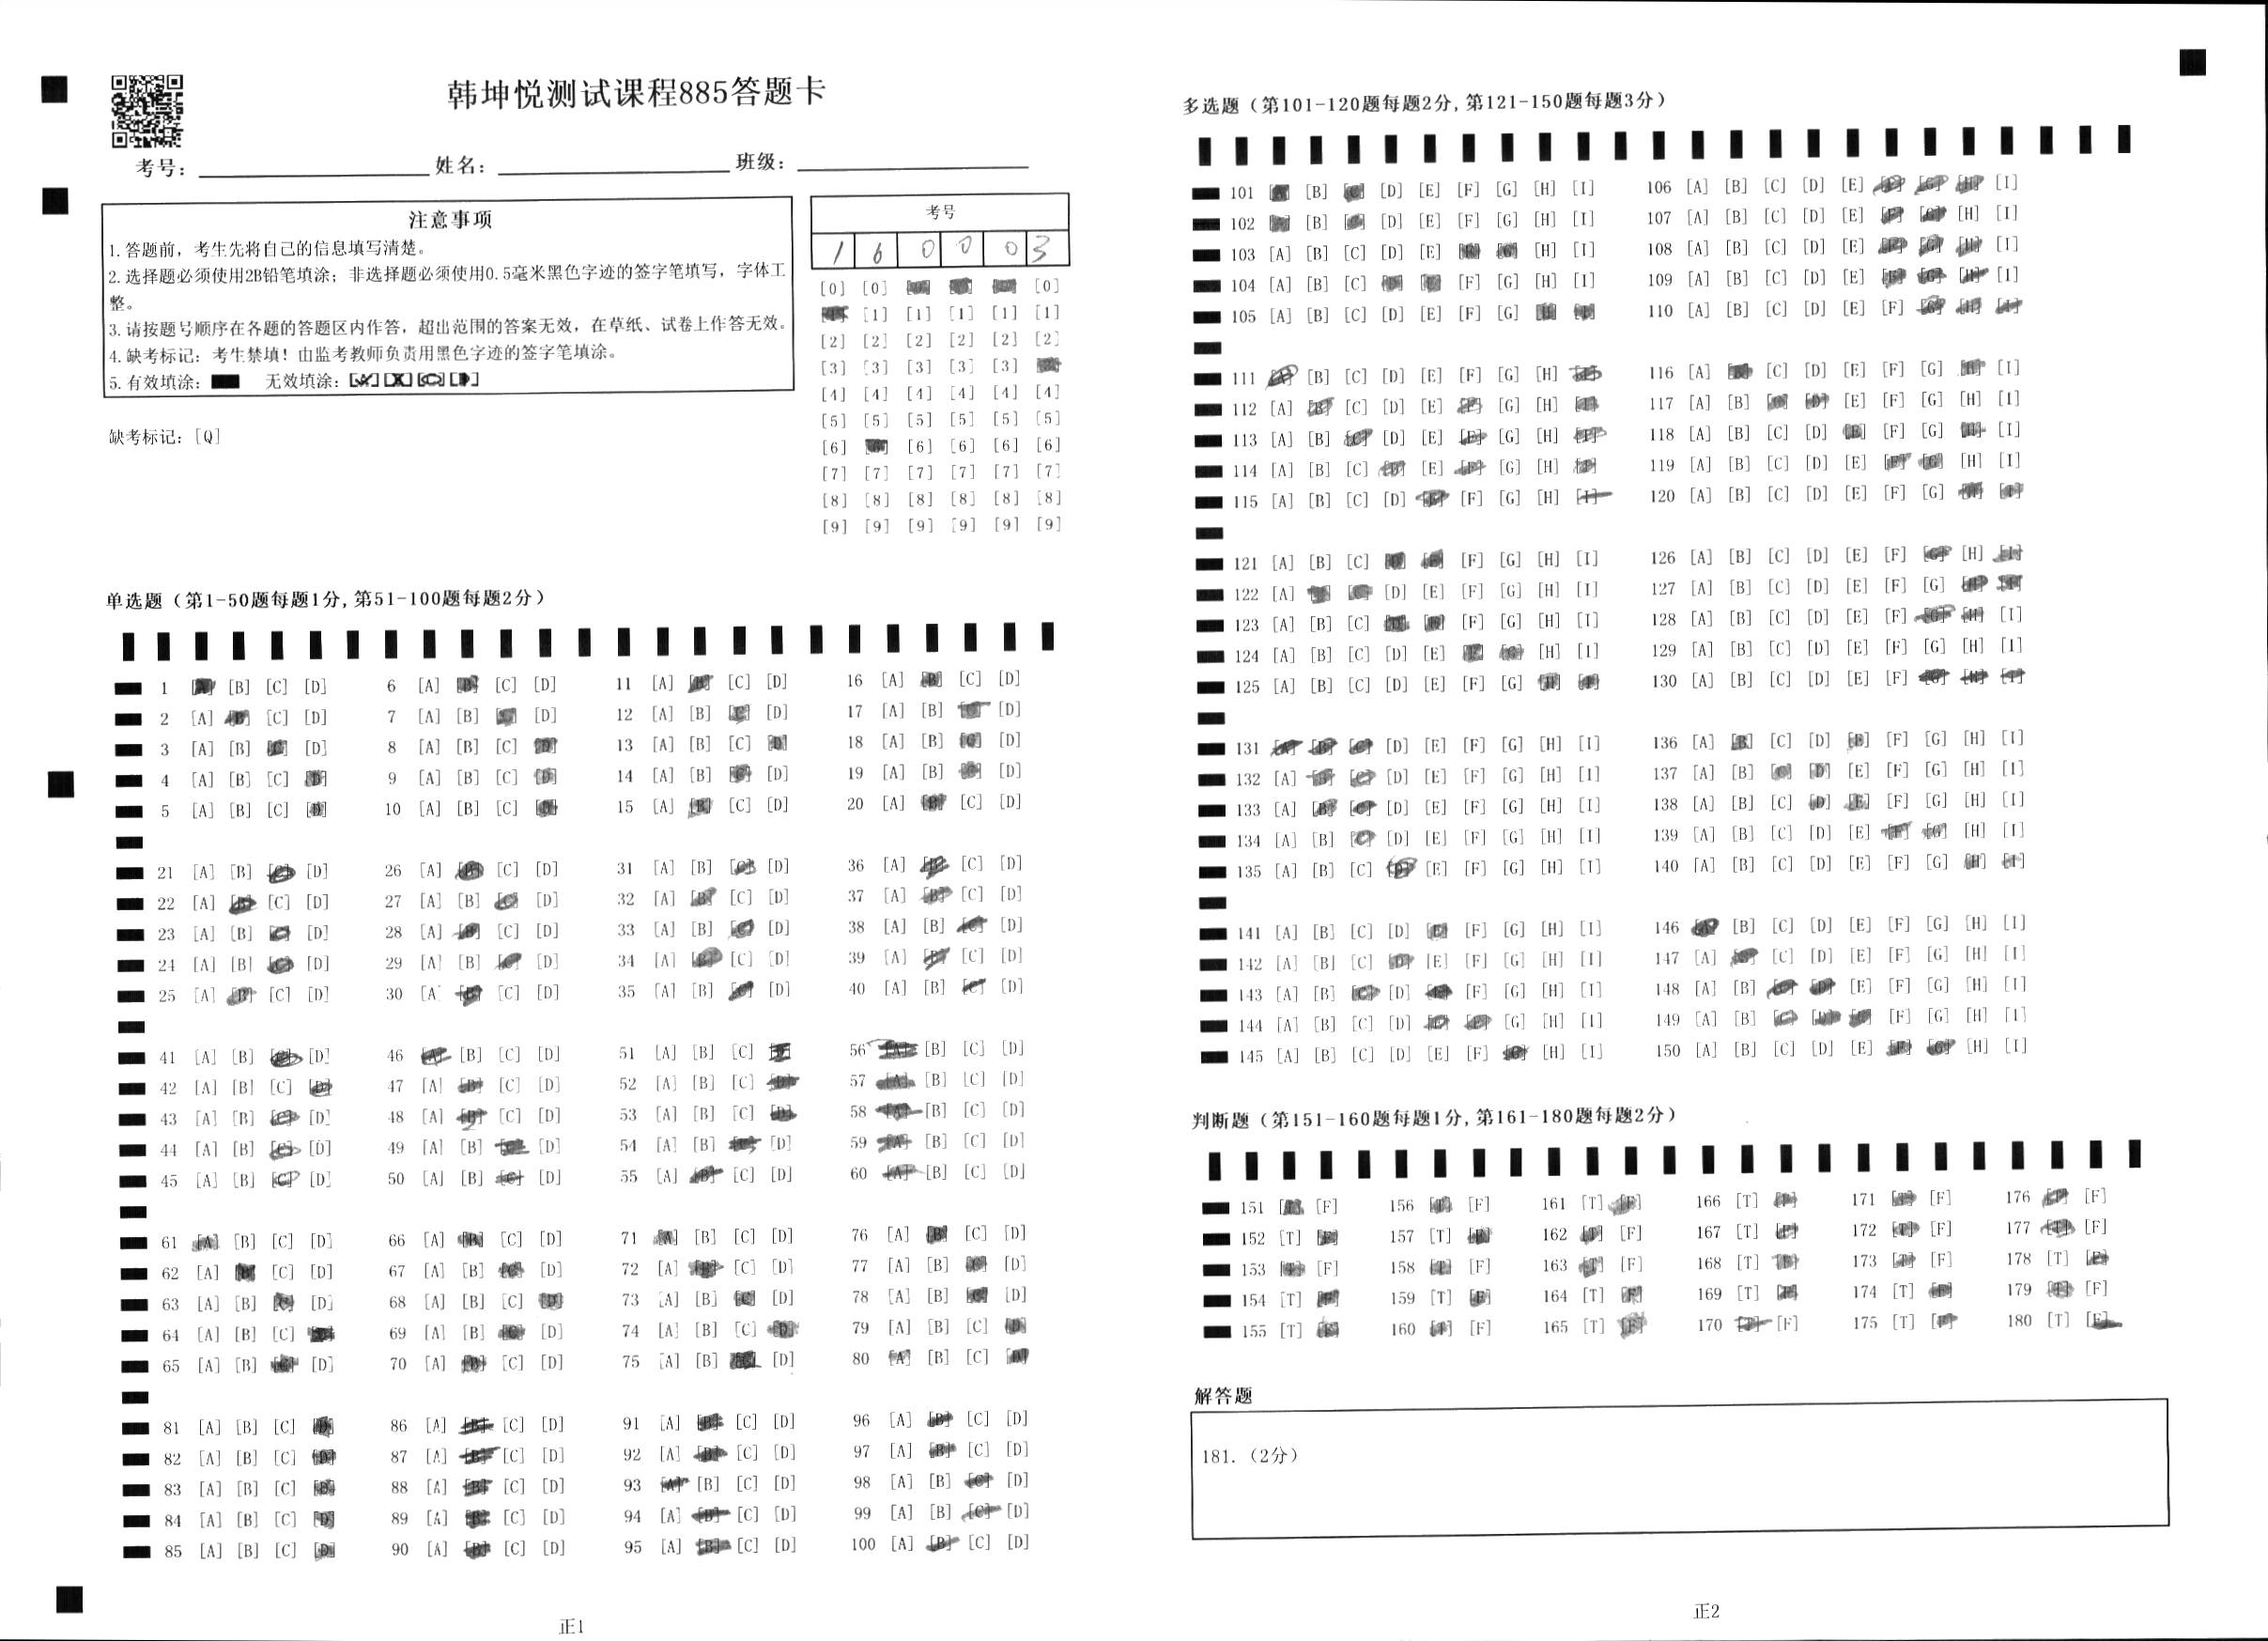 韩坤悦测试课程885答题卡
考号: 姓名: 班级:
注意事项
1.答题前, 考生先将自己的信息填写清楚。
2.选择题必须使用2B铅笔填涂; 非选择题必须使用0.5毫米黑色字迹的签字笔填写, 字体工
整。
3.请按题号顺序在各题的答题区内作答, 超出范围的答案无效, 在草纸、试卷上作答无效。
4.缺考标记: 考生禁填! 由监考教师负责用黑色字迹的签字笔填涂。
5.有效填涂: 无效填涂:
缺考标记: [Q]
考号
1 6 0 0 0 3
[0] [0] [0]
[1] [1] [1] [1] [1]
[2] [2] [2] [2] [2] [2]
[3] [3] [3] [3] [3]
[4] [4] [4] [4] [4] [4]
[5] [5] [5] [5] [5] [5]
[6] [6] [6] [6] [6]
[7] [7] [7] [7] [7] [7]
[8] [8] [8] [8] [8] [8]
[9] [9] [9] [9] [9] [9]
单选题 (第1-50题每题1分, 第51-100题每题2分)
1 [B] [C] [D] 6 [A] [C] [D] 11 [A] [C] [D] 16 [A] [C] [D]
2 [A] [C] [D] 7 [A] [B] [D] 12 [A] [B] [D] 17 [A] [B] [D]
3 [A] [B] [D] 8 [A] [B] [C] 13 [A] [B] [C] 18 [A] [B] [D]
4 [A] [B] [C] 9 [A] [B] [C] 14 [A] [B] [D] 19 [A] [B] [D]
5 [A] [B] [C] 10 [A] [B] [C] 15 [A] [C] [D] 20 [A] [C] [D]
21 [A] [B] [D] 26 [A] [C] [D] 31 [A] [B] [D] 36 [A] [C] [D]
22 [A] [C] [D] 27 [A] [B] [D] 32 [A] [C] [D] 37 [A] [C] [D]
23 [A] [B] [D] 28 [A] [C] [D] 33 [A] [B] [D] 38 [A] [B] [D]
24 [A] [B] [D] 29 [A] [B] [D] 34 [A] [C] [D] 39 [A] [C] [D]
25 [A] [C] [D] 30 [A] [C] [D] 35 [A] [B] [D] 40 [A] [B] [D]
41 [A] [B] [D] 46 [B] [C] [D] 51 [A] [B] [C] 56 [B] [C] [D]
42 [A] [B] [C] 47 [A] [C] [D] 52 [A] [B] [C] 57 [B] [C] [D]
43 [A] [B] [D] 48 [A] [C] [D] 53 [A] [B] [C] 58 [B] [C] [D]
44 [A] [B] [D] 49 [A] [B] [D] 54 [A] [B] [D] 59 [B] [C] [D]
45 [A] [B] [D] 50 [A] [B] [D] 55 [A] [C] [D] 60 [B] [C] [D]
61 [B] [C] [D] 66 [A] [C] [D] 71 [B] [C] [D] 76 [A] [C] [D]
62 [A] [C] [D] 67 [A] [B] [D] 72 [A] [C] [D] 77 [A] [B] [D]
63 [A] [B] [D] 68 [A] [B] [C] 73 [A] [B] [D] 78 [A] [B] [D]
64 [A] [B] [C] 69 [A] [B] [D] 74 [A] [B] [C] 79 [A] [B] [C]
65 [A] [B] [D] 70 [A] [C] [D] 75 [A] [B] [D] 80 [B] [C]
81 [A] [B] [C] 86 [A] [C] [D] 91 [A] [C] [D] 96 [A] [C] [D]
82 [A] [B] [C] 87 [A] [C] [D] 92 [A] [C] [D] 97 [A] [C] [D]
83 [A] [B] [C] 88 [A] [C] [D] 93 [B] [C] [D] 98 [A] [B] [D]
84 [A] [B] [C] 89 [A] [C] [D] 94 [A] [C] [D] 99 [A] [B] [D]
85 [A] [B] [C] 90 [A] [C] [D] 95 [A] [C] [D] 100 [A] [C] [D]
正1
多选题 (第101-120题每题2分, 第121-150题每题3分)
101 [B] [D] [E] [F] [G] [H] [I] 106 [A] [B] [C] [D] [E] [I]
102 [B] [D] [E] [F] [G] [H] [I] 107 [A] [B] [C] [D] [E] [H] [I]
103 [A] [B] [C] [D] [E] [H] [I] 108 [A] [B] [C] [D] [E] [I]
104 [A] [B] [C] [F] [G] [H] [I] 109 [A] [B] [C] [D] [E] [I]
105 [A] [B] [C] [D] [E] [F] [G] 110 [A] [B] [C] [D] [E] [F]
111 [B] [C] [D] [E] [F] [G] [H] 116 [A] [C] [D] [E] [F] [G] [I]
112 [A] [C] [D] [E] [G] [H] 117 [A] [B] [E] [F] [G] [H] [I]
113 [A] [B] [D] [E] [G] [H] 118 [A] [B] [C] [D] [F] [G] [I]
114 [A] [B] [C] [E] [G] [H] 119 [A] [B] [C] [D] [E] [H] [I]
115 [A] [B] [C] [D] [F] [G] [H] 120 [A] [B] [C] [D] [E] [F] [G]
121 [A] [B] [C] [F] [G] [H] [I] 126 [A] [B] [C] [D] [E] [F] [H]
122 [A] [D] [E] [F] [G] [H] [I] 127 [A] [B] [C] [D] [E] [F] [G]
123 [A] [B] [C] [F] [G] [H] [I] 128 [A] [B] [C] [D] [E] [F] [I]
124 [A] [B] [C] [D] [E] [H] [I] 129 [A] [B] [C] [D] [E] [F] [G] [H] [I]
125 [A] [B] [C] [D] [E] [F] [G] 130 [A] [B] [C] [D] [E] [F]
131 [D] [E] [F] [G] [H] [I] 136 [A] [C] [D] [F] [G] [H] [I]
132 [A] [D] [E] [F] [G] [H] [I] 137 [A] [B] [E] [F] [G] [H] [I]
133 [A] [D] [E] [F] [G] [H] [I] 138 [A] [B] [C] [F] [G] [H] [I]
134 [A] [B] [D] [E] [F] [G] [H] [I] 139 [A] [B] [C] [D] [E] [H] [I]
135 [A] [B] [C] [E] [F] [G] [H] [I] 140 [A] [B] [C] [D] [E] [F] [G]
141 [A] [B] [C] [D] [F] [G] [H] [I] 146 [B] [C] [D] [E] [F] [G] [H] [I]
142 [A] [B] [C] [E] [F] [G] [H] [I] 147 [A] [C] [D] [E] [F] [G] [H] [I]
143 [A] [B] [D] [F] [G] [H] [I] 148 [A] [B] [E] [F] [G] [H] [I]
144 [A] [B] [C] [D] [G] [H] [I] 149 [A] [B] [F] [G] [H] [I]
145 [A] [B] [C] [D] [E] [F] [H] [I] 150 [A] [B] [C] [D] [E] [H] [I]
判断题 (第151-160题每题1分, 第161-180题每题2分)
151 [F] 156 [F] 161 [T] 166 [T] 171 [F] 176 [F]
152 [T] 157 [T] 162 [F] 167 [T] 172 [F] 177 [F]
153 [F] 158 [F] 163 [F] 168 [T] 173 [F] 178 [T]
154 [T] 159 [T] 164 [T] 169 [T] 174 [T] 179 [F]
155 [T] 160 [F] 165 [T] 170 [F] 175 [T] 180 [T]
解答题
181. (2分)
正2